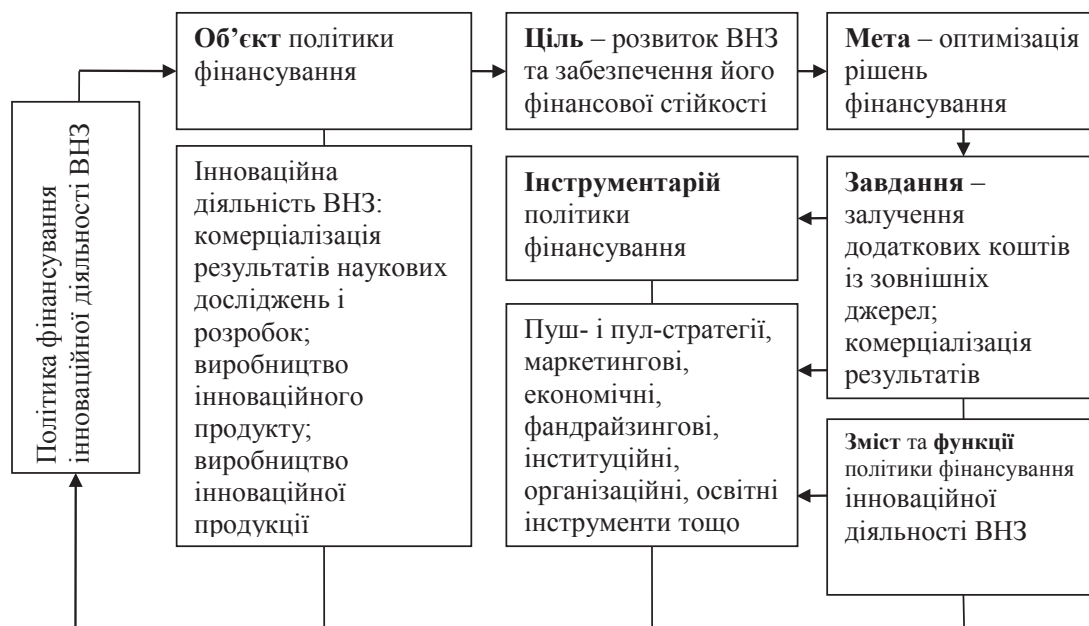 Політика фінансування
інноваційної діяльності ВНЗ
Об’єкт політики
фінансування
Ціль – розвиток ВНЗ
та забезпечення його
фінансової стійкості
Мета – оптимізація
рішень
фінансування
Інноваційна
діяльність ВНЗ:
комерціалізація
результатів наукових
досліджень і
розробок;
виробництво
інноваційного
продукту;
виробництво
інноваційної
продукції
Інструментарій
політики
фінансування
Завдання –
залучення
додаткових коштів
із зовнішніх
джерел;
комерціалізація
результатів
Пуш- і пул-стратегії,
маркетингові,
економічні,
фандрайзингові,
інституційні,
організаційні, освітні
інструменти тощо
Зміст та функції
політики фінансування
інноваційної
діяльності ВНЗ